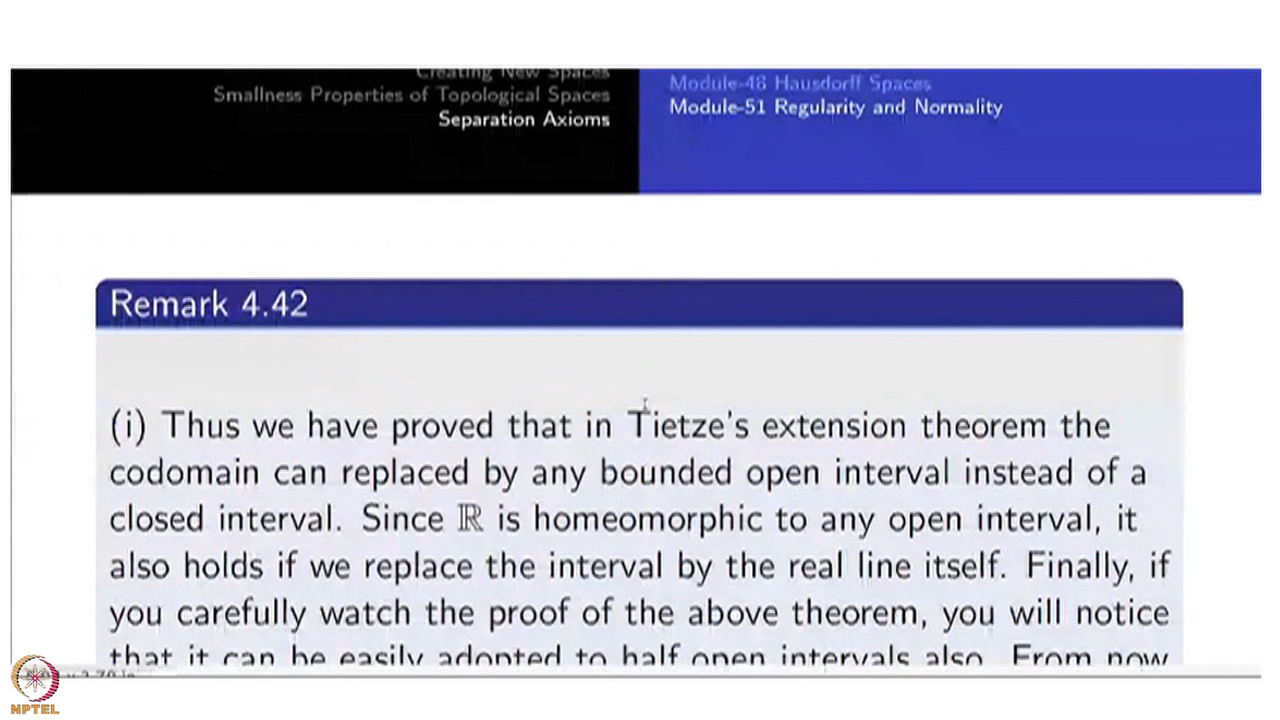 Creating New Spaces
Smallness Properties of Topological Spaces
Separation Axioms
Module-48 Hausdorff Spaces
Module-51 Regularity and Normality
Remark 4.42
(i) Thus we have proved that in Tietze's extension theorem the
codomain can replaced by any bounded open interval instead of a
closed interval. Since ℝ is homeomorphic to any open interval, it
also holds if we replace the interval by the real line itself. Finally, if
you carefully watch the proof of the above theorem, you will notice
that it can be easily adopted to half open intervals also. From now
NPTEL